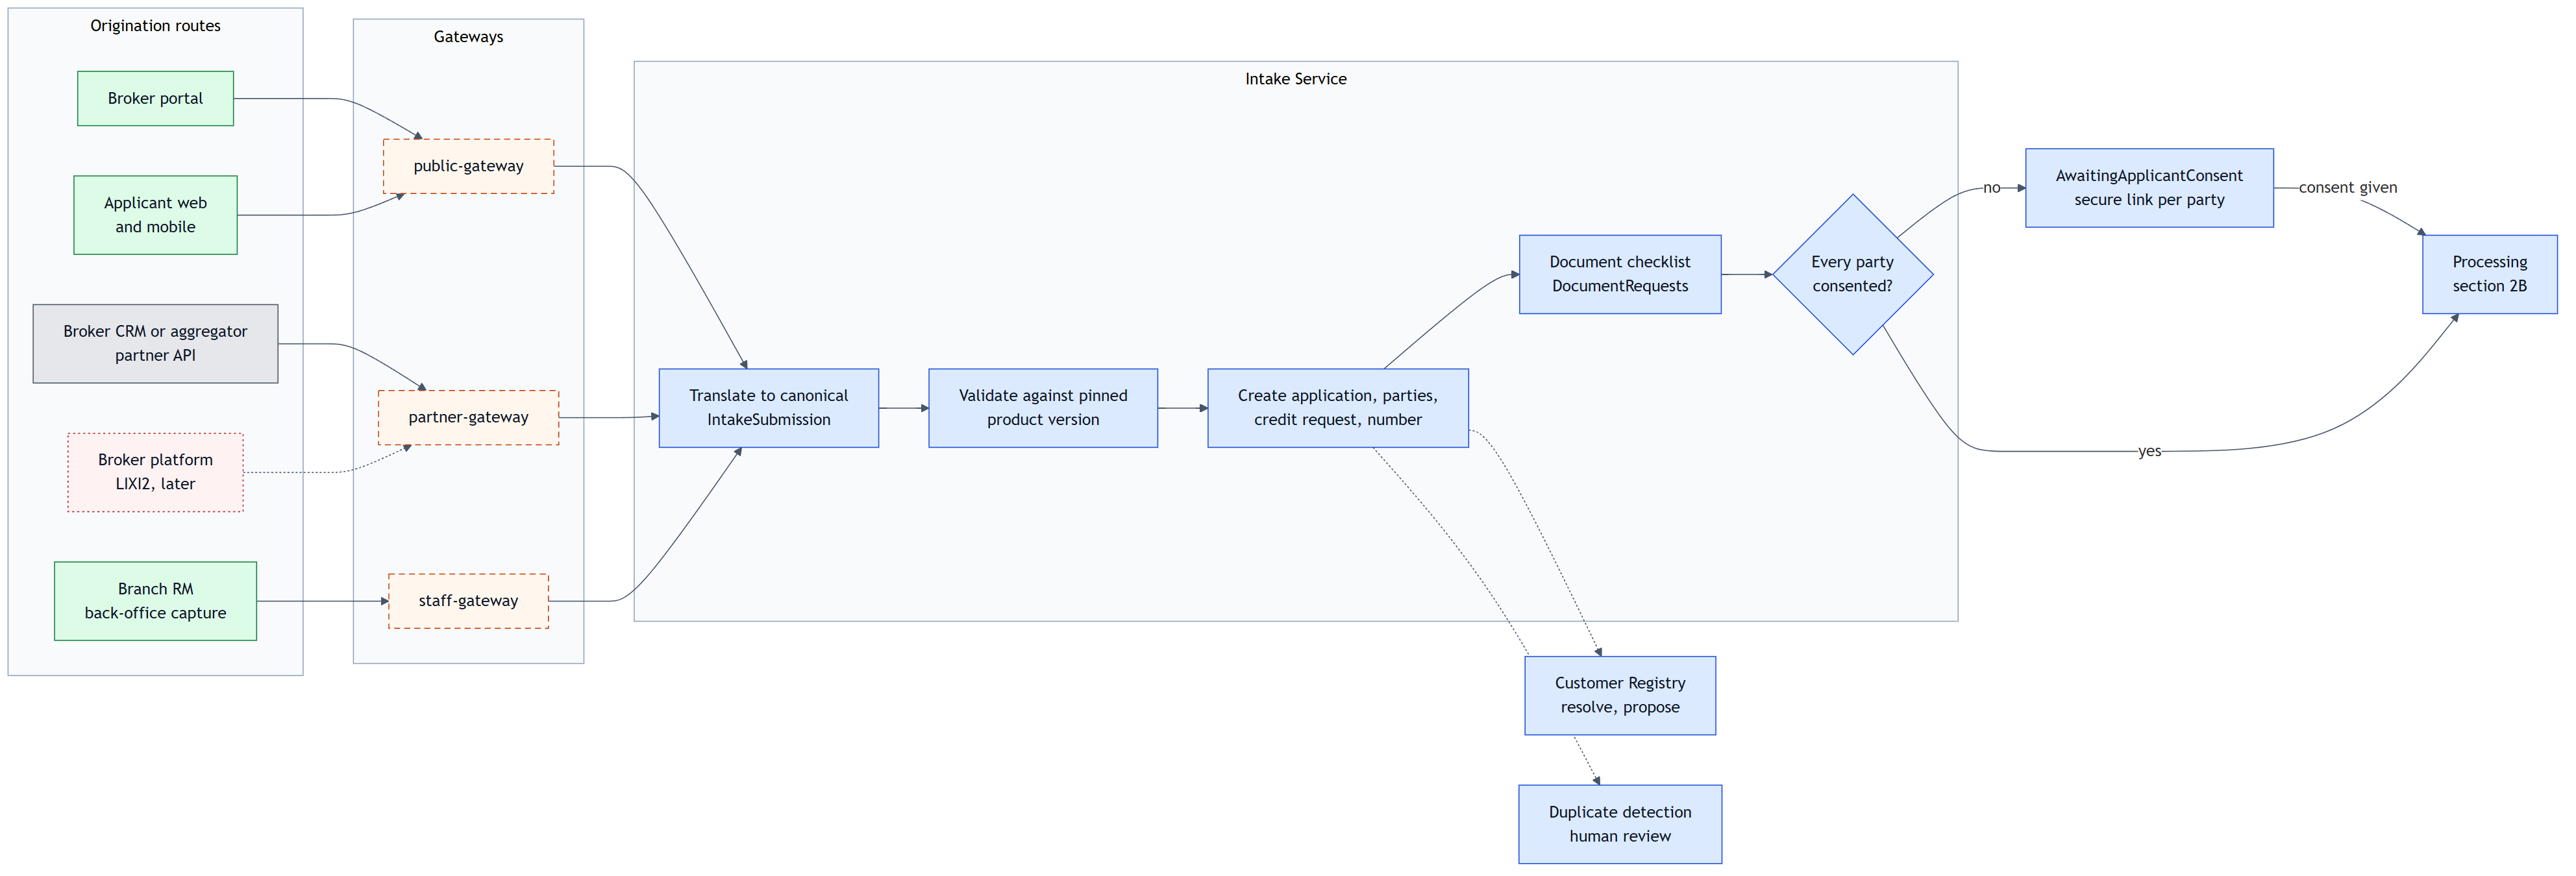 Origination routes
Broker portal
Applicant web
and mobile
Broker CRM or aggregator
partner API
Broker platform
LIXI2, later
Branch RM
back-office capture
Gateways
public-gateway
partner-gateway
staff-gateway
Intake Service
Translate to canonical
IntakeSubmission
Validate against pinned
product version
Create application, parties,
credit request, number
Document checklist
DocumentRequests
Every party
consented?
no
yes
AwaitingApplicantConsent
secure link per party
consent given
Processing
section 2B
Customer Registry
resolve, propose
Duplicate detection
human review